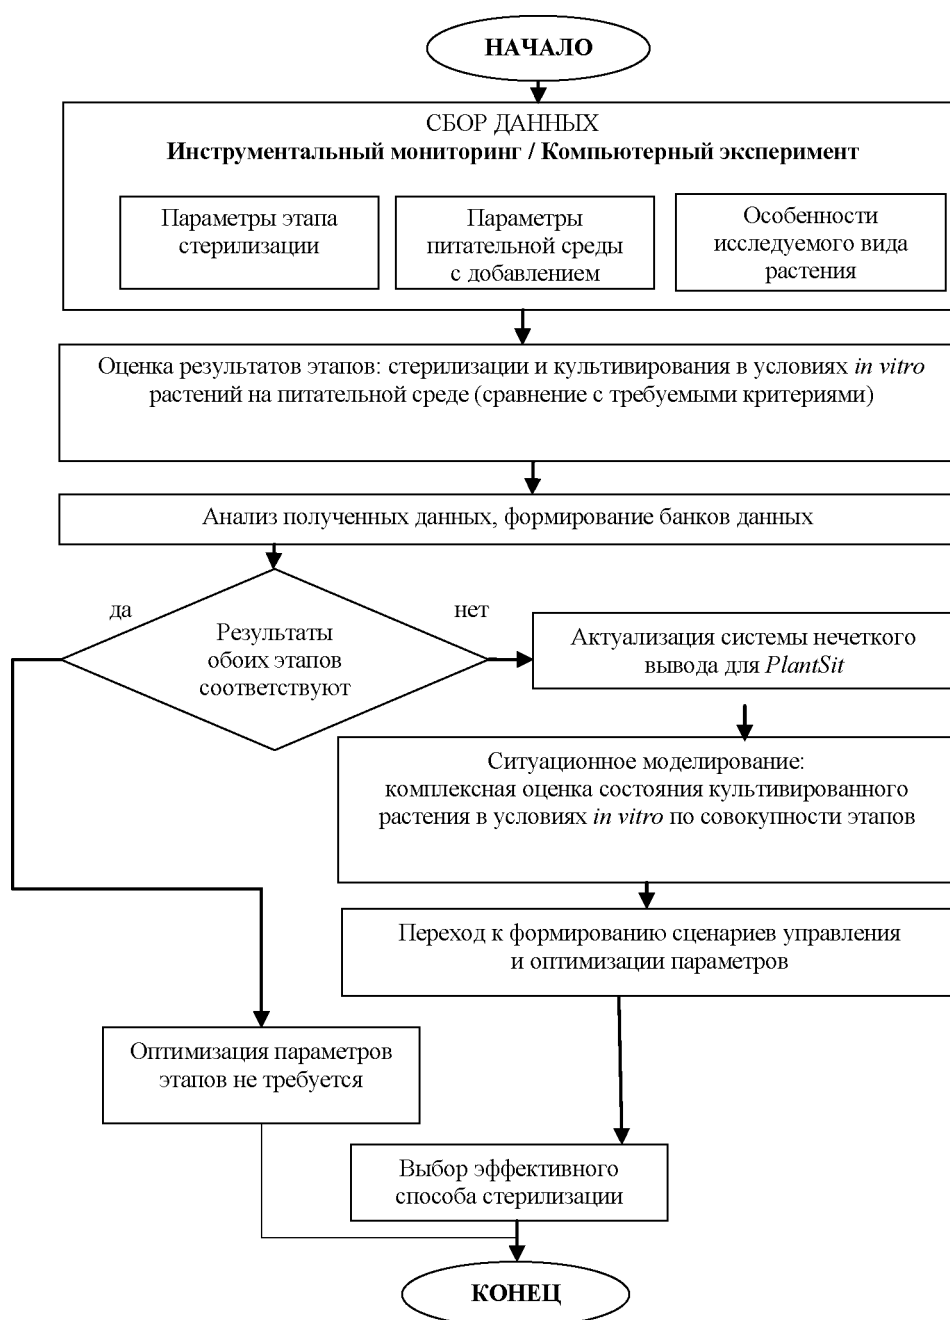 НАЧАЛО
СБОР ДАННЫХ
Инструментальный мониторинг / Компьютерный эксперимент
Параметры этапа
стерилизации
Параметры
питательной среды
с добавлением
Особенности
исследуемого вида
растения
Оценка результатов этапов: стерилизации и культивирования в условиях in vitro
растений на питательной среде (сравнение с требуемыми критериями)
Анализ полученных данных, формирование банков данных
да
нет
Результаты
обоих этапов
соответствуют
Актуализация системы нечеткого
вывода для PlantSit
Ситуационное моделирование:
комплексная оценка состояния культивированного
растения в условиях in vitro по совокупности этапов
Переход к формированию сценариев управления
и оптимизации параметров
Оптимизация параметров
этапов не требуется
Выбор эффективного
способа стерилизации
КОНЕЦ